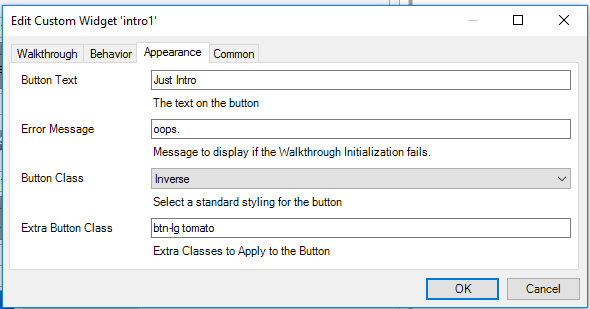 Edit Custom Widget 'intro1'
Walkthrough Behavior Appearance Common
Button Text Just Intro
The text on the button
Error Message oops.
Message to display if the Walkthrough Initialization fails.
Button Class Inverse
Select a standard styling for the button
Extra Button Class btn-lg tomato
Extra Classes to Apply to the Button
OK Cancel